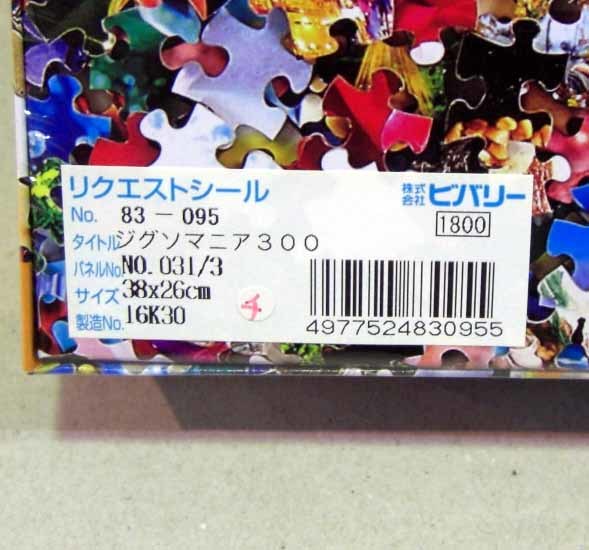 リクエストシール
株式会社 ビバリー
No. 83-095
1800
タイトル ジグソマニア300
パネルNo. NO.031/3
サイズ 38x26cm
製造No. 16K30
4977524830955